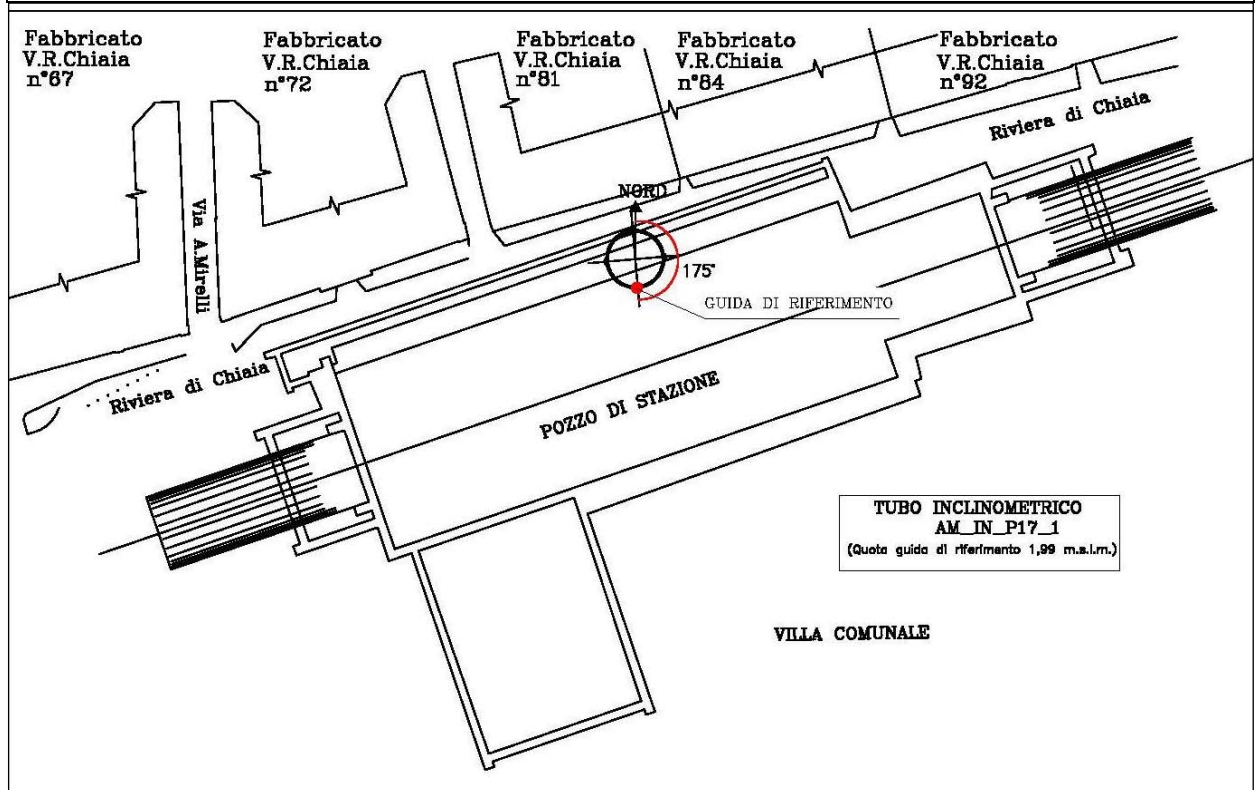 Fabbricato
V.R.Chiaia
n°67
Fabbricato
V.R.Chiaia
n°72
Fabbricato
V.R.Chiaia
n°81
Fabbricato
V.R.Chiaia
n°84
Fabbricato
V.R.Chiaia
n°92
Riviera di Chiaia
NORD
Via A.Mirelli
175°
GUIDA DI RIFERIMENTO
Riviera di Chiaia
POZZO DI STAZIONE
TUBO INCLINOMETRICO
AM_IN_P17_1
(Quota guida di riferimento 1,99 m.s.l.m.)
VILLA COMUNALE